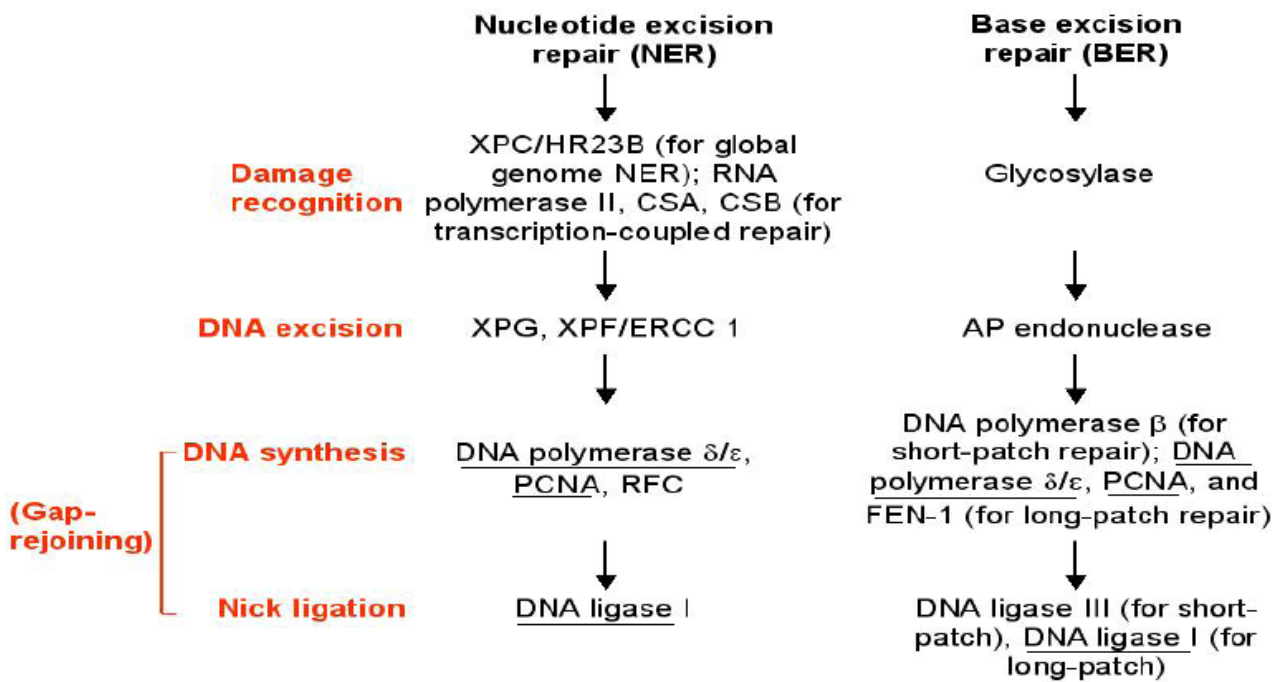 Nucleotide excision
repair (NER)
Base excision
repair (BER)
Damage
recognition
XPC/HR23B (for global
genome NER); RNA
polymerase II, CSA, CSB (for
transcription-coupled repair)
Glycosylase
DNA excision
XPG, XPF/ERCC 1
AP endonuclease
(Gap-
rejoining)
DNA synthesis
DNA polymerase δ/ε,
PCNA, RFC
DNA polymerase β (for
short-patch repair); DNA
polymerase δ/ε, PCNA, and
FEN-1 (for long-patch repair)
Nick ligation
DNA ligase I
DNA ligase III (for short-
patch), DNA ligase I (for
long-patch)